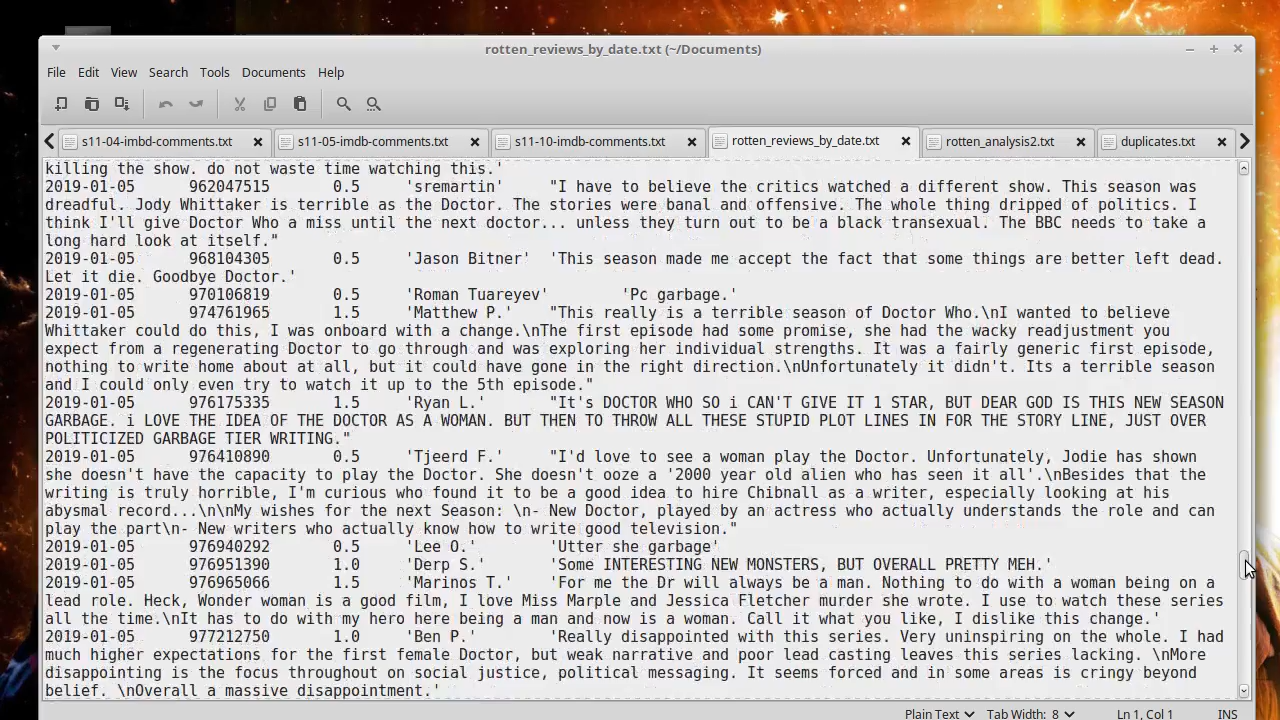 rotten_reviews_by_date.txt (~/Documents)
File Edit View Search Tools Documents Help
s11-04-imbd-comments.txt s11-05-imdb-comments.txt s11-10-imdb-comments.txt rotten_reviews_by_date.txt rotten_analysis2.txt duplicates.txt
killing the show. do not waste time watching this.'
2019-01-05 962047515 0.5 'sremartin' "I have to believe the critics watched a different show. This season was
dreadful. Jody Whittaker is terrible as the Doctor. The stories were banal and offensive. The whole thing dripped of politics. I
think I'll give Doctor Who a miss until the next doctor... unless they turn out to be a black transexual. The BBC needs to take a
long hard look at itself."
2019-01-05 968104305 0.5 'Jason Bitner' 'This season made me accept the fact that some things are better left dead.
Let it die. Goodbye Doctor.'
2019-01-05 970106819 0.5 'Roman Tuareyev' 'Pc garbage.'
2019-01-05 974761965 1.5 'Matthew P.' "This really is a terrible season of Doctor Who.\nI wanted to believe
Whittaker could do this, I was onboard with a change.\nThe first episode had some promise, she had the wacky readjustment you
expect from a regenerating Doctor to go through and was exploring her individual strengths. It was a fairly generic first episode,
nothing to write home about at all, but it could have gone in the right direction.\nUnfortunately it didn't. Its a terrible season
and I could only even try to watch it up to the 5th episode."
2019-01-05 976175335 1.5 'Ryan L.' "It's DOCTOR WHO SO i CAN'T GIVE IT 1 STAR, BUT DEAR GOD IS THIS NEW SEASON
GARBAGE. i LOVE THE IDEA OF THE DOCTOR AS A WOMAN. BUT THEN TO THROW ALL THESE STUPID PLOT LINES IN FOR THE STORY LINE, JUST OVER
POLITICIZED GARBAGE TIER WRITING."
2019-01-05 976410890 0.5 'Tjeerd F.' "I'd love to see a woman play the Doctor. Unfortunately, Jodie has shown
she doesn't have the capacity to play the Doctor. She doesn't ooze a '2000 year old alien who has seen it all'.\nBesides that the
writing is truly horrible, I'm curious who found it to be a good idea to hire Chibnall as a writer, especially looking at his
abysmal record...\n\nMy wishes for the next Season: \n- New Doctor, played by an actress who actually understands the role and can
play the part\n- New writers who actually know how to write good television."
2019-01-05 976940292 0.5 'Lee O.' 'Utter she garbage'
2019-01-05 976951390 1.0 'Derp S.' 'Some INTERESTING NEW MONSTERS, BUT OVERALL PRETTY MEH.'
2019-01-05 976965066 1.5 'Marinos T.' 'For me the Dr will always be a man. Nothing to do with a woman being on a
lead role. Heck, Wonder woman is a good film, I love Miss Marple and Jessica Fletcher murder she wrote. I use to watch these series
all the time.\nIt has to do with my hero here being a man and now is a woman. Call it what you like, I dislike this change.'
2019-01-05 977212750 1.0 'Ben P.' 'Really disappointed with this series. Very uninspiring on the whole. I had
much higher expectations for the first female Doctor, but weak narrative and poor lead casting leaves this series lacking. \nMore
disappointing is the focus throughout on social justice, political messaging. It seems forced and in some areas is cringy beyond
belief. \nOverall a massive disappointment.'
Plain Text Tab Width: 8 Ln 1, Col 1 INS